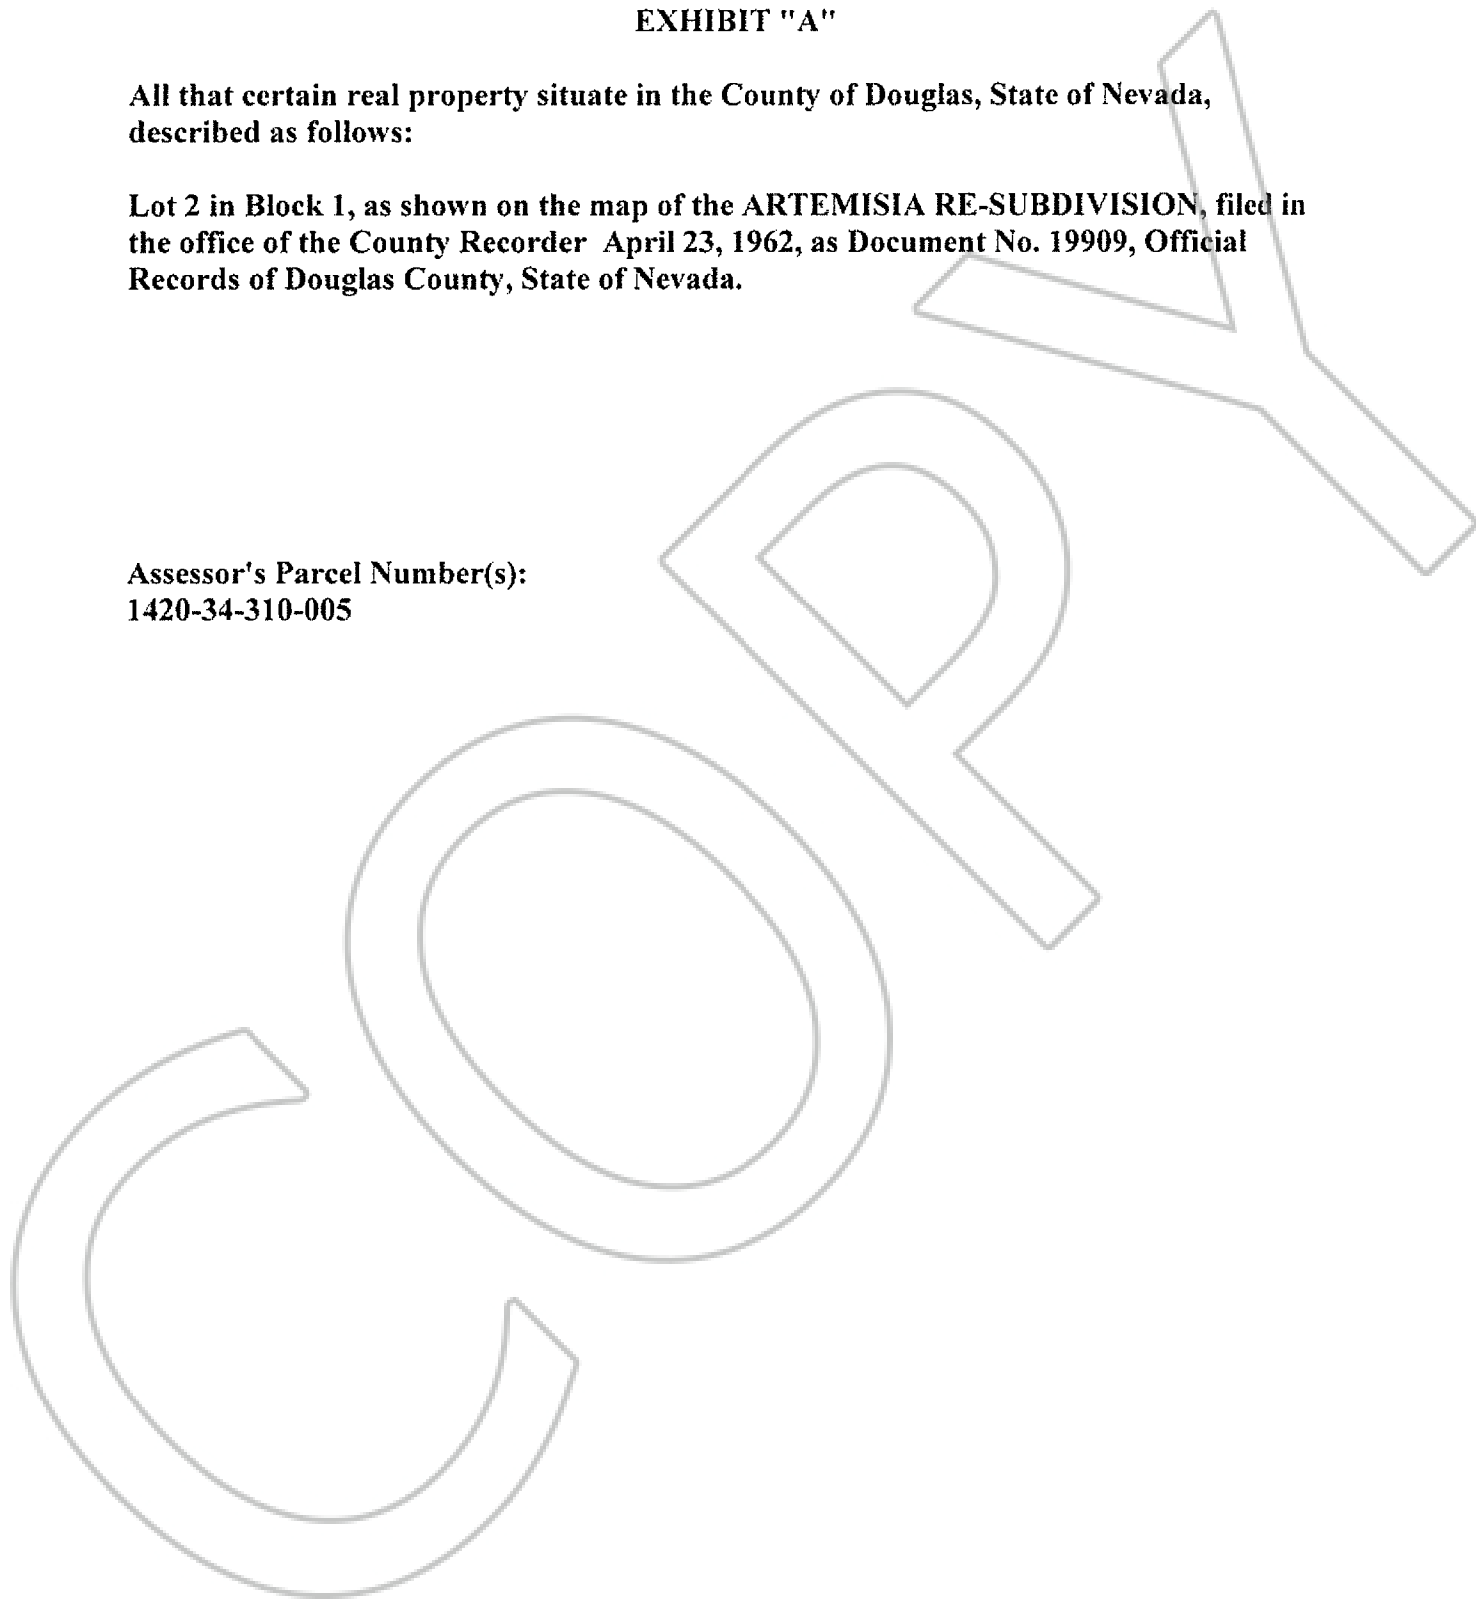 EXHIBIT "A"
All that certain real property situate in the County of Douglas, State of Nevada,
described as follows:
Lot 2 in Block 1, as shown on the map of the ARTEMISIA RE-SUBDIVISION, filed in
the office of the County Recorder April 23, 1962, as Document No. 19909, Official
Records of Douglas County, State of Nevada.
Assessor's Parcel Number(s):
1420-34-310-005
COPY